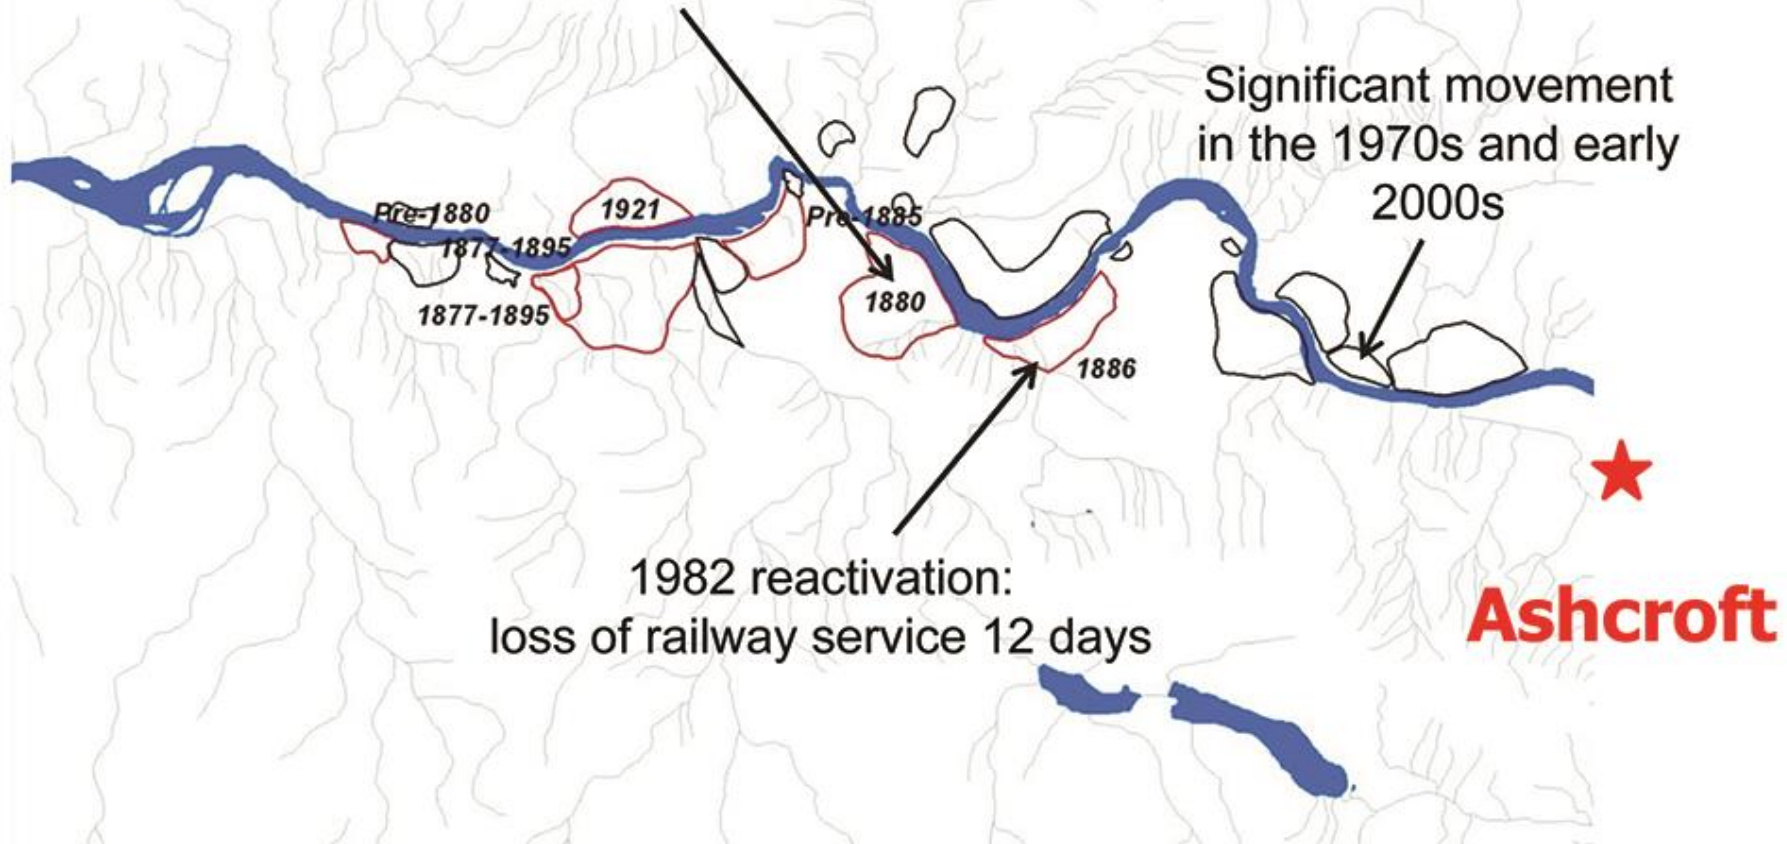 Significant movement
in the 1970s and early
2000s
Pre-1880
1921
Pre-1885
1877-1895
1880
1877-1895
1886
1982 reactivation:
loss of railway service 12 days
Ashcroft